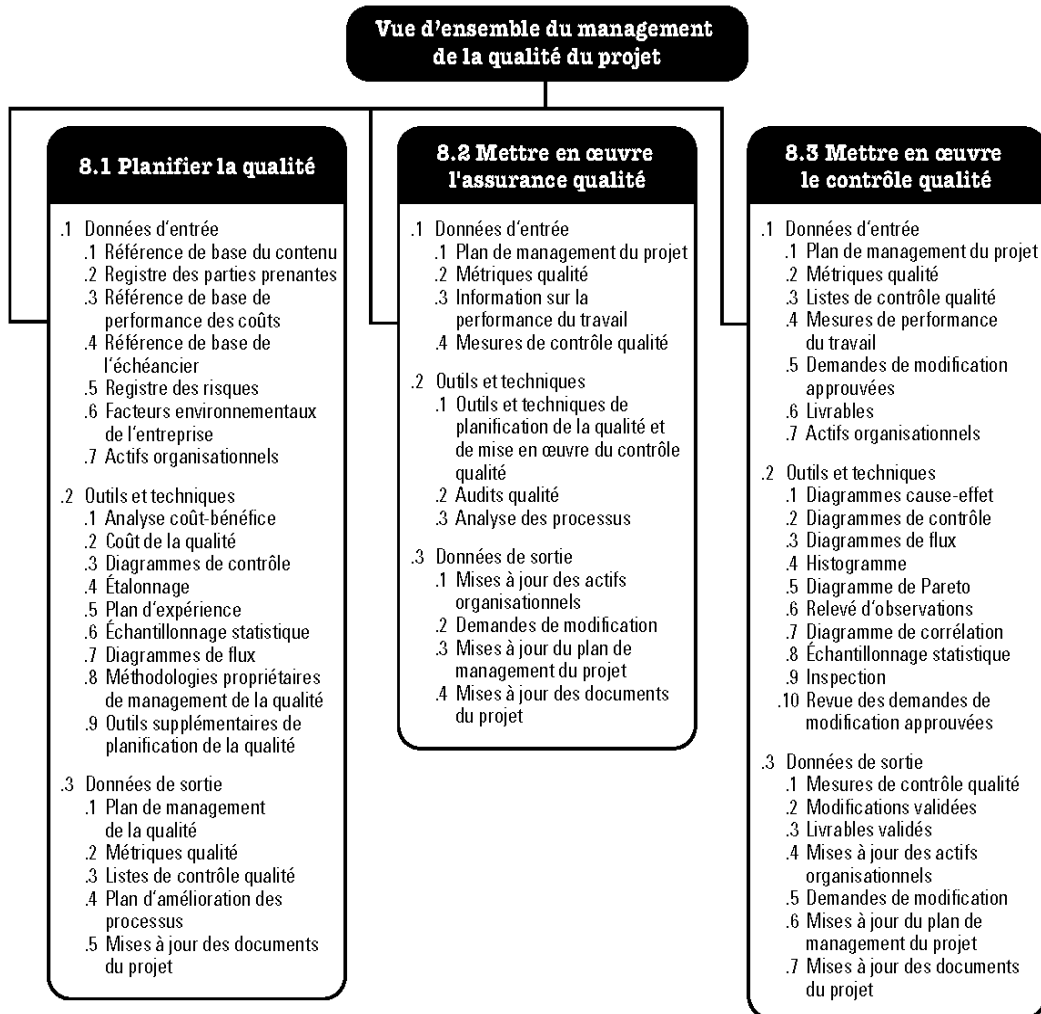 Vue d'ensemble du management
de la qualité du projet
8.1 Planifier la qualité
.1 Données d'entrée
.1 Référence de base du contenu
.2 Registre des parties prenantes
.3 Référence de base de
performance des coûts
.4 Référence de base de
l'échéancier
.5 Registre des risques
.6 Facteurs environnementaux
de l'entreprise
.7 Actifs organisationnels
.2 Outils et techniques
.1 Analyse coût-bénéfice
.2 Coût de la qualité
.3 Diagrammes de contrôle
.4 Étalonnage
.5 Plan d'expérience
.6 Échantillonnage statistique
.7 Diagrammes de flux
.8 Méthodologies propriétaires
de management de la qualité
.9 Outils supplémentaires de
planification de la qualité
.3 Données de sortie
.1 Plan de management
de la qualité
.2 Métriques qualité
.3 Listes de contrôle qualité
.4 Plan d'amélioration des
processus
.5 Mises à jour des documents
du projet
8.2 Mettre en œuvre
l'assurance qualité
.1 Données d'entrée
.1 Plan de management du projet
.2 Métriques qualité
.3 Information sur la
performance du travail
.4 Mesures de contrôle qualité
.2 Outils et techniques
.1 Outils et techniques de
planification de la qualité et
de mise en œuvre du contrôle
qualité
.2 Audits qualité
.3 Analyse des processus
.3 Données de sortie
.1 Mises à jour des actifs
organisationnels
.2 Demandes de modification
.3 Mises à jour du plan de
management du projet
.4 Mises à jour des documents
du projet
8.3 Mettre en œuvre
le contrôle qualité
.1 Données d'entrée
.1 Plan de management du projet
.2 Métriques qualité
.3 Listes de contrôle qualité
.4 Mesures de performance
du travail
.5 Demandes de modification
approuvées
.6 Livrables
.7 Actifs organisationnels
.2 Outils et techniques
.1 Diagrammes cause-effet
.2 Diagrammes de contrôle
.3 Diagrammes de flux
.4 Histogramme
.5 Diagramme de Pareto
.6 Relevé d'observations
.7 Diagramme de corrélation
.8 Échantillonnage statistique
.9 Inspection
.10 Revue des demandes de
modification approuvées
.3 Données de sortie
.1 Mesures de contrôle qualité
.2 Modifications validées
.3 Livrables validés
.4 Mises à jour des actifs
organisationnels
.5 Demandes de modification
.6 Mises à jour du plan de
management du projet
.7 Mises à jour des documents
du projet